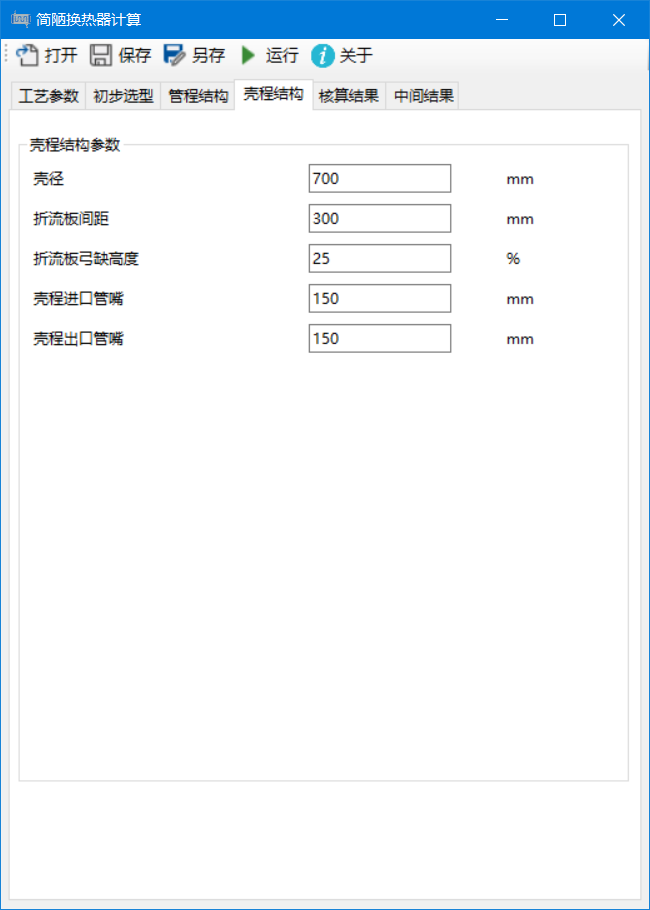 简陋换热器计算
打开 保存 另存 运行 关于
工艺参数 初步选型 管程结构 壳程结构 核算结果 中间结果
壳程结构参数
壳径 700 mm
折流板间距 300 mm
折流板弓缺高度 25 %
壳程进口管嘴 150 mm
壳程出口管嘴 150 mm